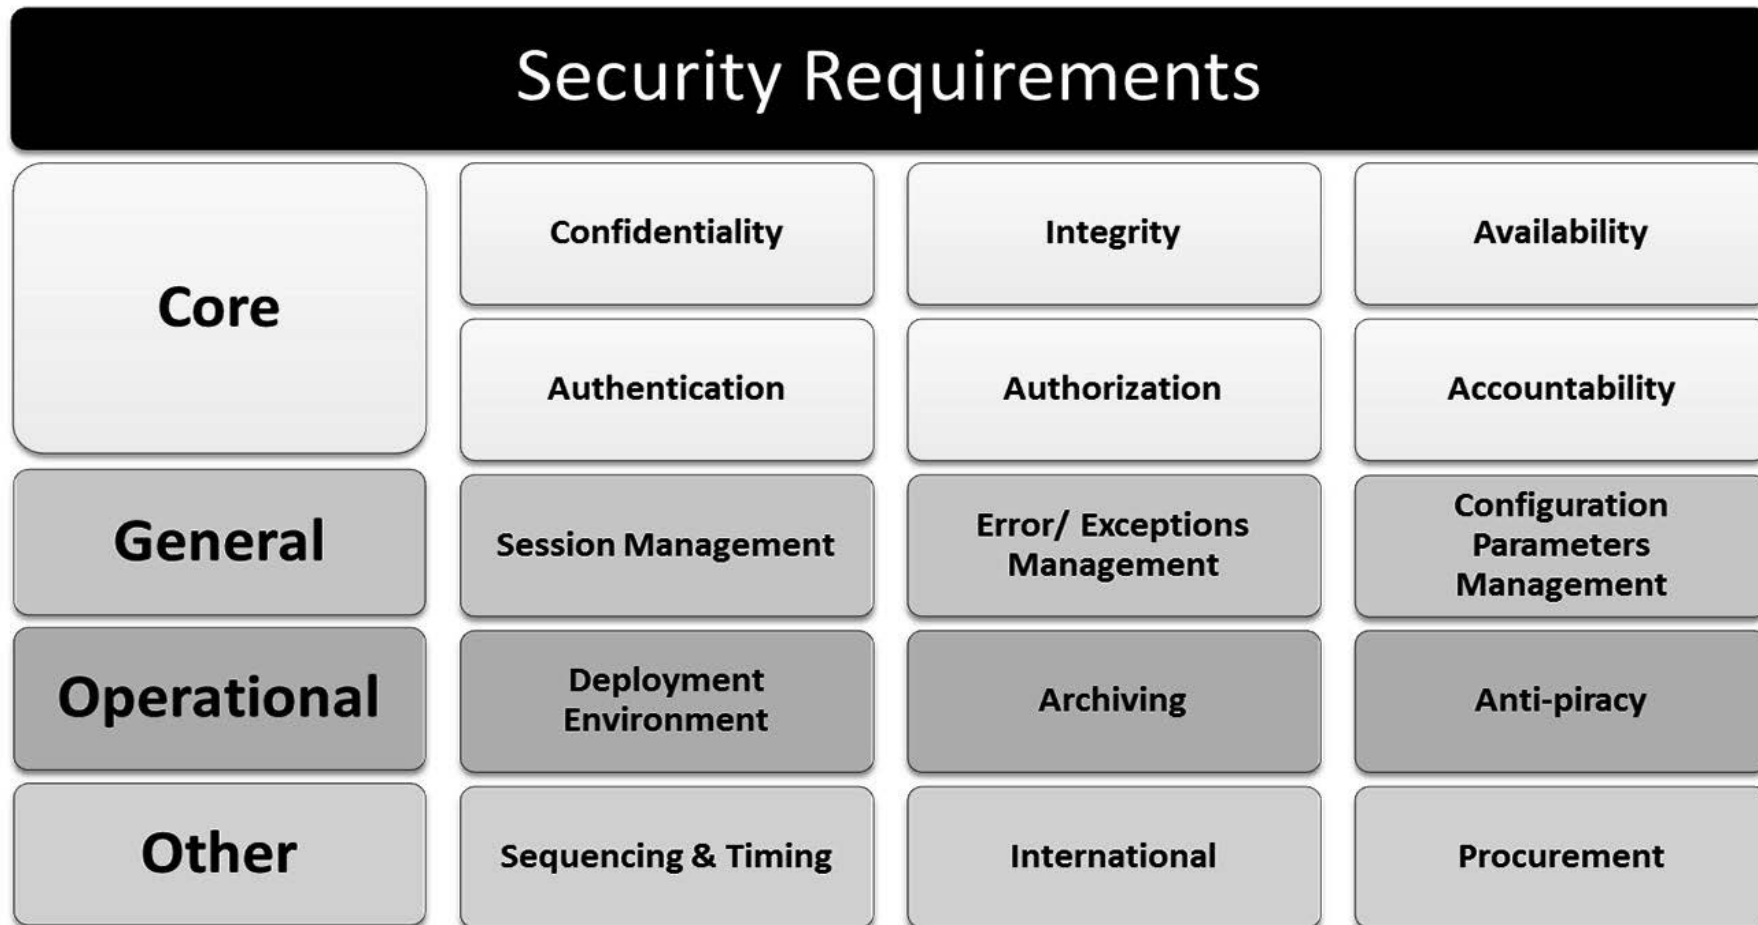 Security Requirements
Core
Confidentiality
Integrity
Availability
Authentication
Authorization
Accountability
General
Session Management
Error/ Exceptions
Management
Configuration
Parameters
Management
Operational
Deployment
Environment
Archiving
Anti-piracy
Other
Sequencing & Timing
International
Procurement